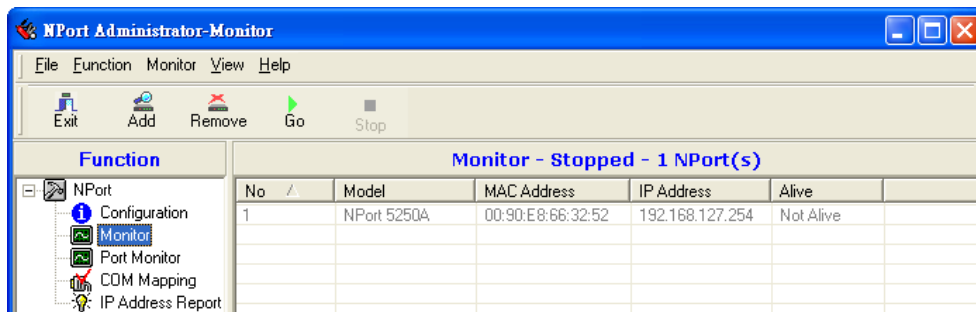 NPort Administrator-Monitor
File Function Monitor View Help
Exit Add Remove Go Stop
Function
Monitor - Stopped - 1 NPort(s)
NPort
Configuration
Monitor
Port Monitor
COM Mapping
IP Address Report
No Model MAC Address IP Address Alive
1 NPort 5250A 00:90:E8:66:32:52 192.168.127.254 Not Alive